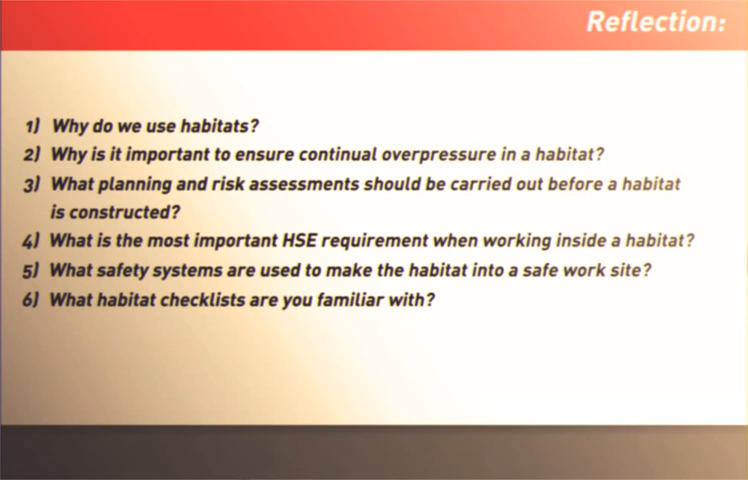 Reflection:
1) Why do we use habitats?
2) Why is it important to ensure continual overpressure in a habitat?
3) What planning and risk assessments should be carried out before a habitat
is constructed?
4) What is the most important HSE requirement when working inside a habitat?
5) What safety systems are used to make the habitat into a safe work site?
6) What habitat checklists are you familiar with?